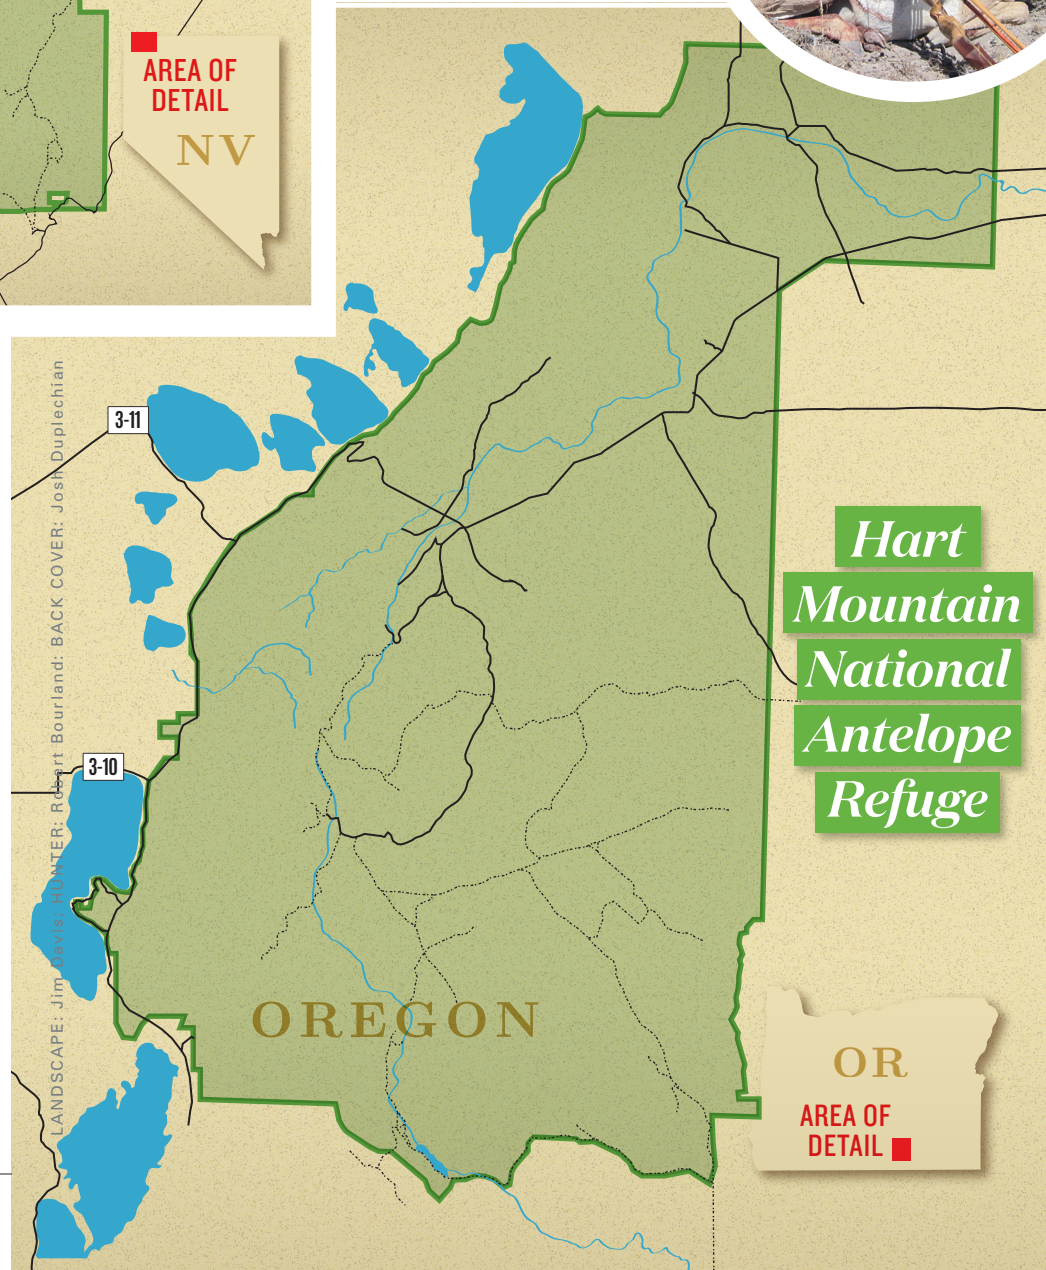 AREA OF
DETAIL
NV
3-11
LANDSCAPE: Jim Davis; HUNTER: Robert Bourland; BACK COVER: Josh Duplechian
Hart
Mountain
National
Antelope
Refuge
3-10
OREGON
OR
AREA OF
DETAIL